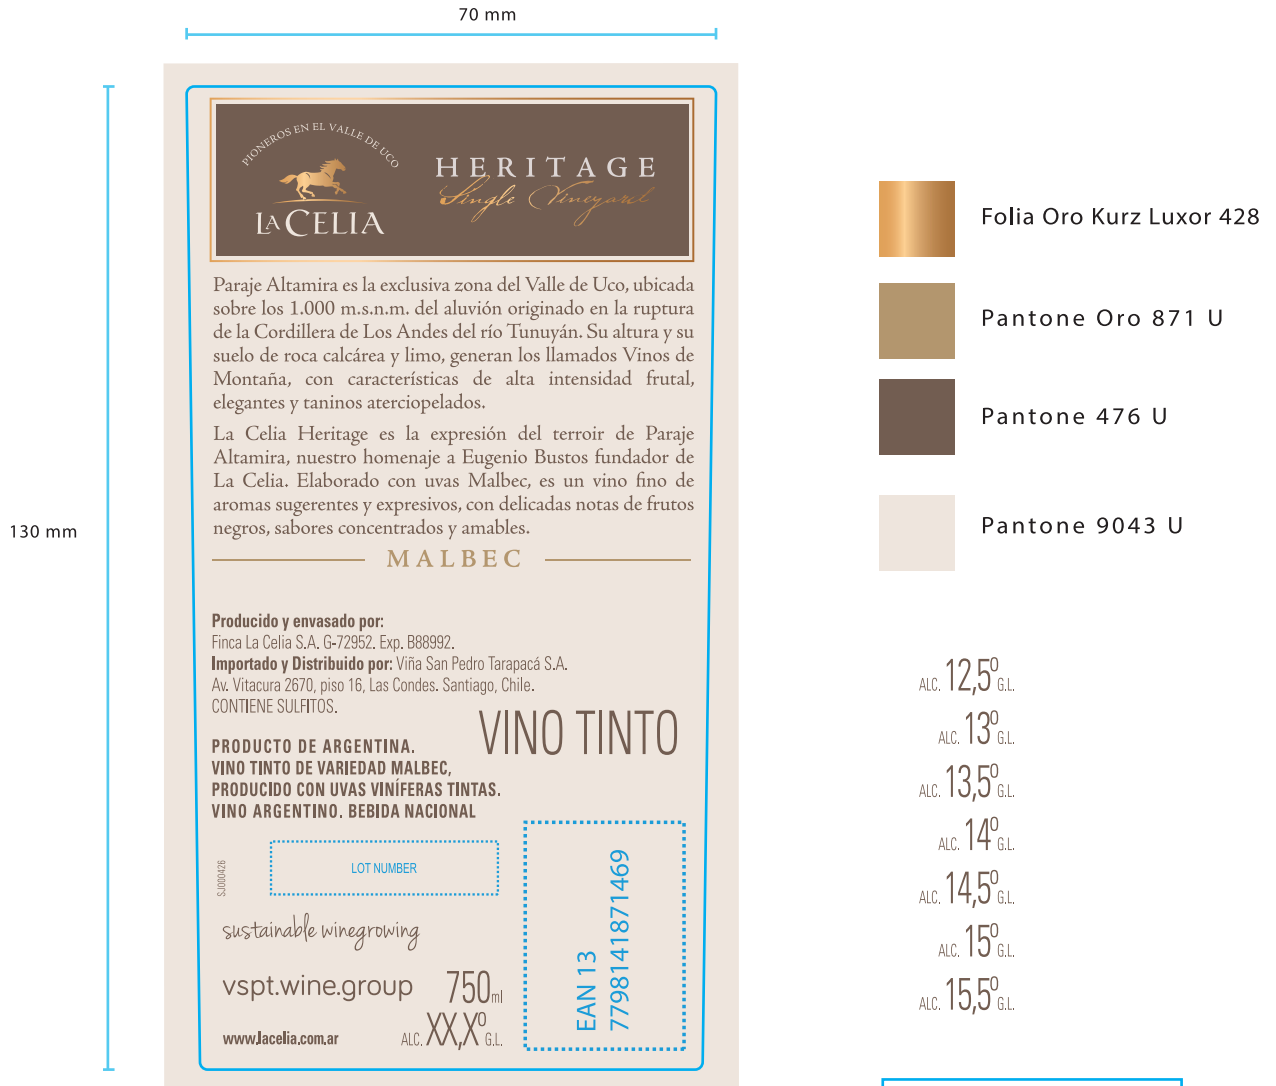 70 mm
130 mm
PIONEROS EN EL VALLE DE UCO
LA CELIA
HERITAGE
Single Vineyard
Paraje Altamira es la exclusiva zona del Valle de Uco, ubicada
sobre los 1.000 m.s.n.m. del aluvión originado en la ruptura
de la Cordillera de Los Andes del río Tunuyán. Su altura y su
suelo de roca calcárea y limo, generan los llamados Vinos de
Montaña, con características de alta intensidad frutal,
elegantes y taninos aterciopelados.
La Celia Heritage es la expresión del terroir de Paraje
Altamira, nuestro homenaje a Eugenio Bustos fundador de
La Celia. Elaborado con uvas Malbec, es un vino fino de
aromas sugerentes y expresivos, con delicadas notas de frutos
negros, sabores concentrados y amables.
MALBEC
Producido y envasado por:
Finca La Celia S.A. G-72952. Exp. B88992.
Importado y Distribuido por: Viña San Pedro Tarapacá S.A.
Av. Vitacura 2670, piso 16, Las Condes. Santiago, Chile.
CONTIENE SULFITOS.
VINO TINTO
PRODUCTO DE ARGENTINA.
VINO TINTO DE VARIEDAD MALBEC,
PRODUCIDO CON UVAS VINÍFERAS TINTAS.
VINO ARGENTINO. BEBIDA NACIONAL
SJ000426
LOT NUMBER
sustainable winegrowing
vspt.wine.group
750 ml
www.lacelia.com.ar
ALC. XX,Xº G.L.
EAN 13
7798141871469
Folia Oro Kurz Luxor 428
Pantone Oro 871 U
Pantone 476 U
Pantone 9043 U
ALC. 12,5º G.L.
ALC. 13º G.L.
ALC. 13,5º G.L.
ALC. 14º G.L.
ALC. 14,5º G.L.
ALC. 15º G.L.
ALC. 15,5º G.L.